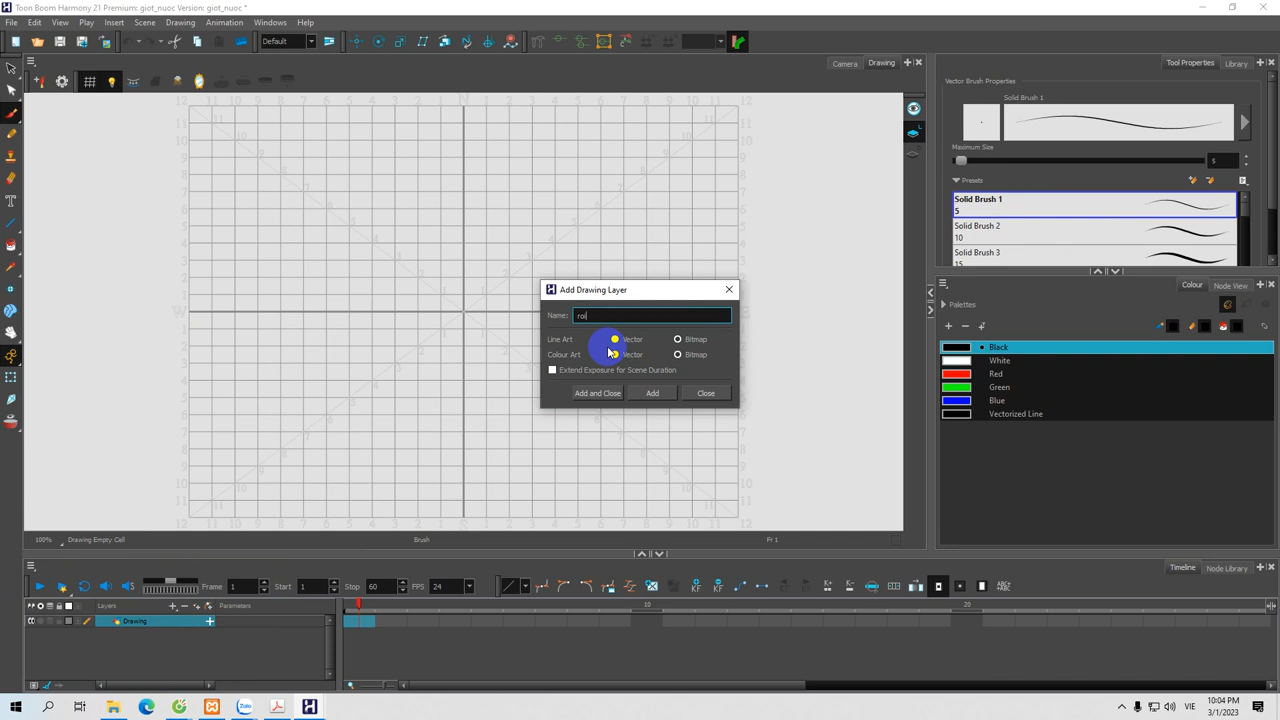 Toon Boom Harmony 21 Premium: giot_nuoc Version: giot_nuoc *
File Edit View Play Insert Scene Drawing Animation Windows Help
Default
Camera Drawing
Tool Properties Library
Vector Brush Properties
Solid Brush 1
Maximum Size
5
Presets
Solid Brush 1
5
Solid Brush 2
10
Solid Brush 3
15
Add Drawing Layer
Name: roi
Line Art Vector Bitmap
Colour Art Vector Bitmap
Extend Exposure for Scene Duration
Add and Close Add Close
Colour Node View
Palettes
Black
White
Red
Green
Blue
Vectorized Line
100% Drawing Empty Cell Brush Fr 1
Timeline Node Library
Frame 1 Start 1 Stop 60 FPS 24
Layers Parameters
10 20
Drawing
Zalo
VIE
10:04 PM
3/1/2023